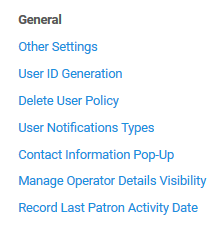 General
Other Settings
User ID Generation
Delete User Policy
User Notifications Types
Contact Information Pop-Up
Manage Operator Details Visibility
Record Last Patron Activity Date